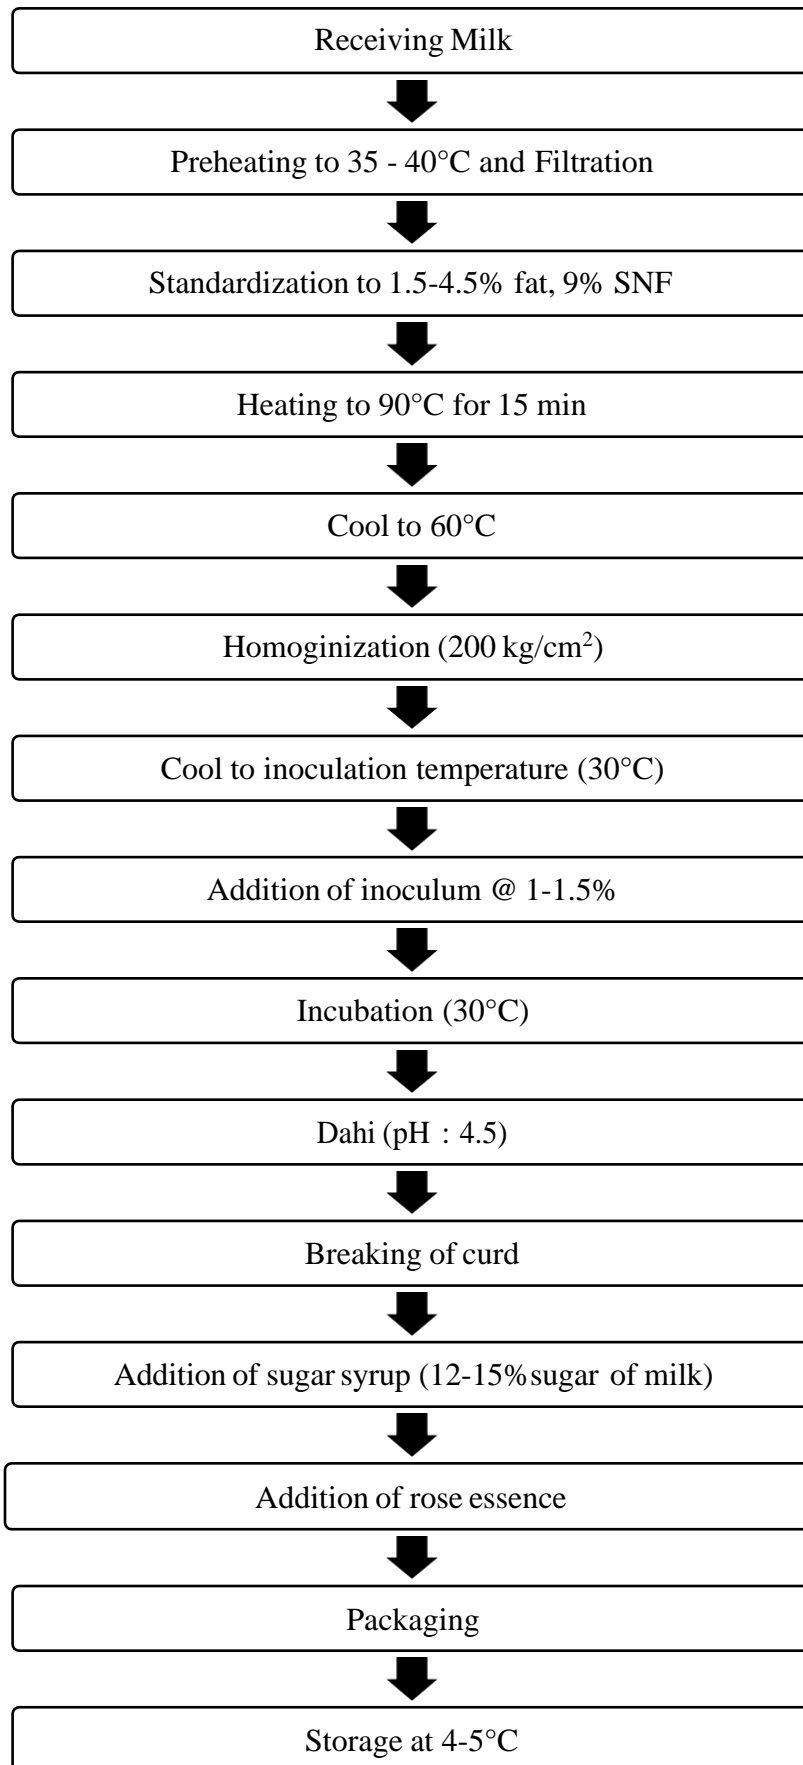 Receiving Milk
Preheating to 35 - 40°C and Filtration
Standardization to 1.5-4.5% fat, 9% SNF
Heating to 90°C for 15 min
Cool to 60°C
Homoginization (200 kg/cm²)
Cool to inoculation temperature (30°C)
Addition of inoculum @ 1-1.5%
Incubation (30°C)
Dahi (pH : 4.5)
Breaking of curd
Addition of sugar syrup (12-15% sugar of milk)
Addition of rose essence
Packaging
Storage at 4-5°C